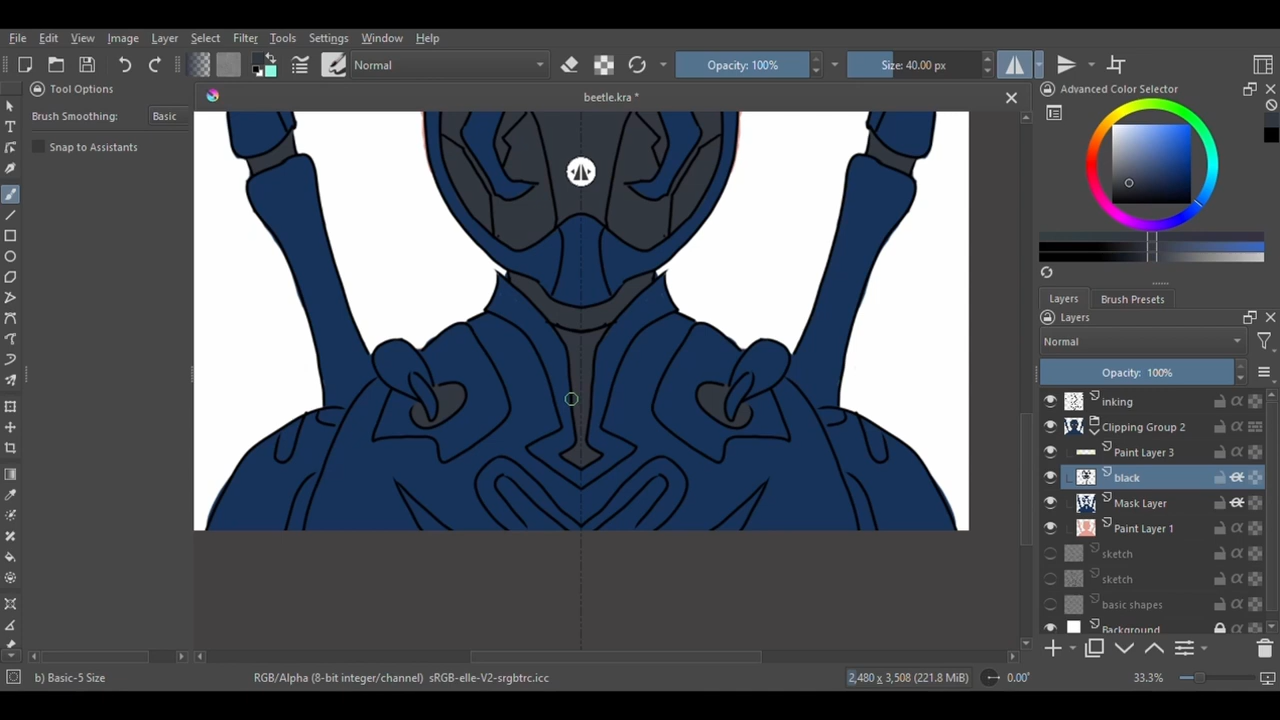 File Edit View Image Layer Select Filter Tools Settings Window Help
Normal Opacity: 100% Size: 40.00 px
Tool Options
beetle.kra *
Advanced Color Selector
Brush Smoothing: Basic
Snap to Assistants
Layers Brush Presets
Layers
Normal
Opacity: 100%
inking
Clipping Group 2
Paint Layer 3
black
Mask Layer
Paint Layer 1
sketch
sketch
basic shapes
Background
b) Basic-5 Size RGB/Alpha (8-bit integer/channel) sRGB-elle-V2-srgbtrc.icc 2,480 x 3,508 (221.8 MiB) 0.00° 33.3%